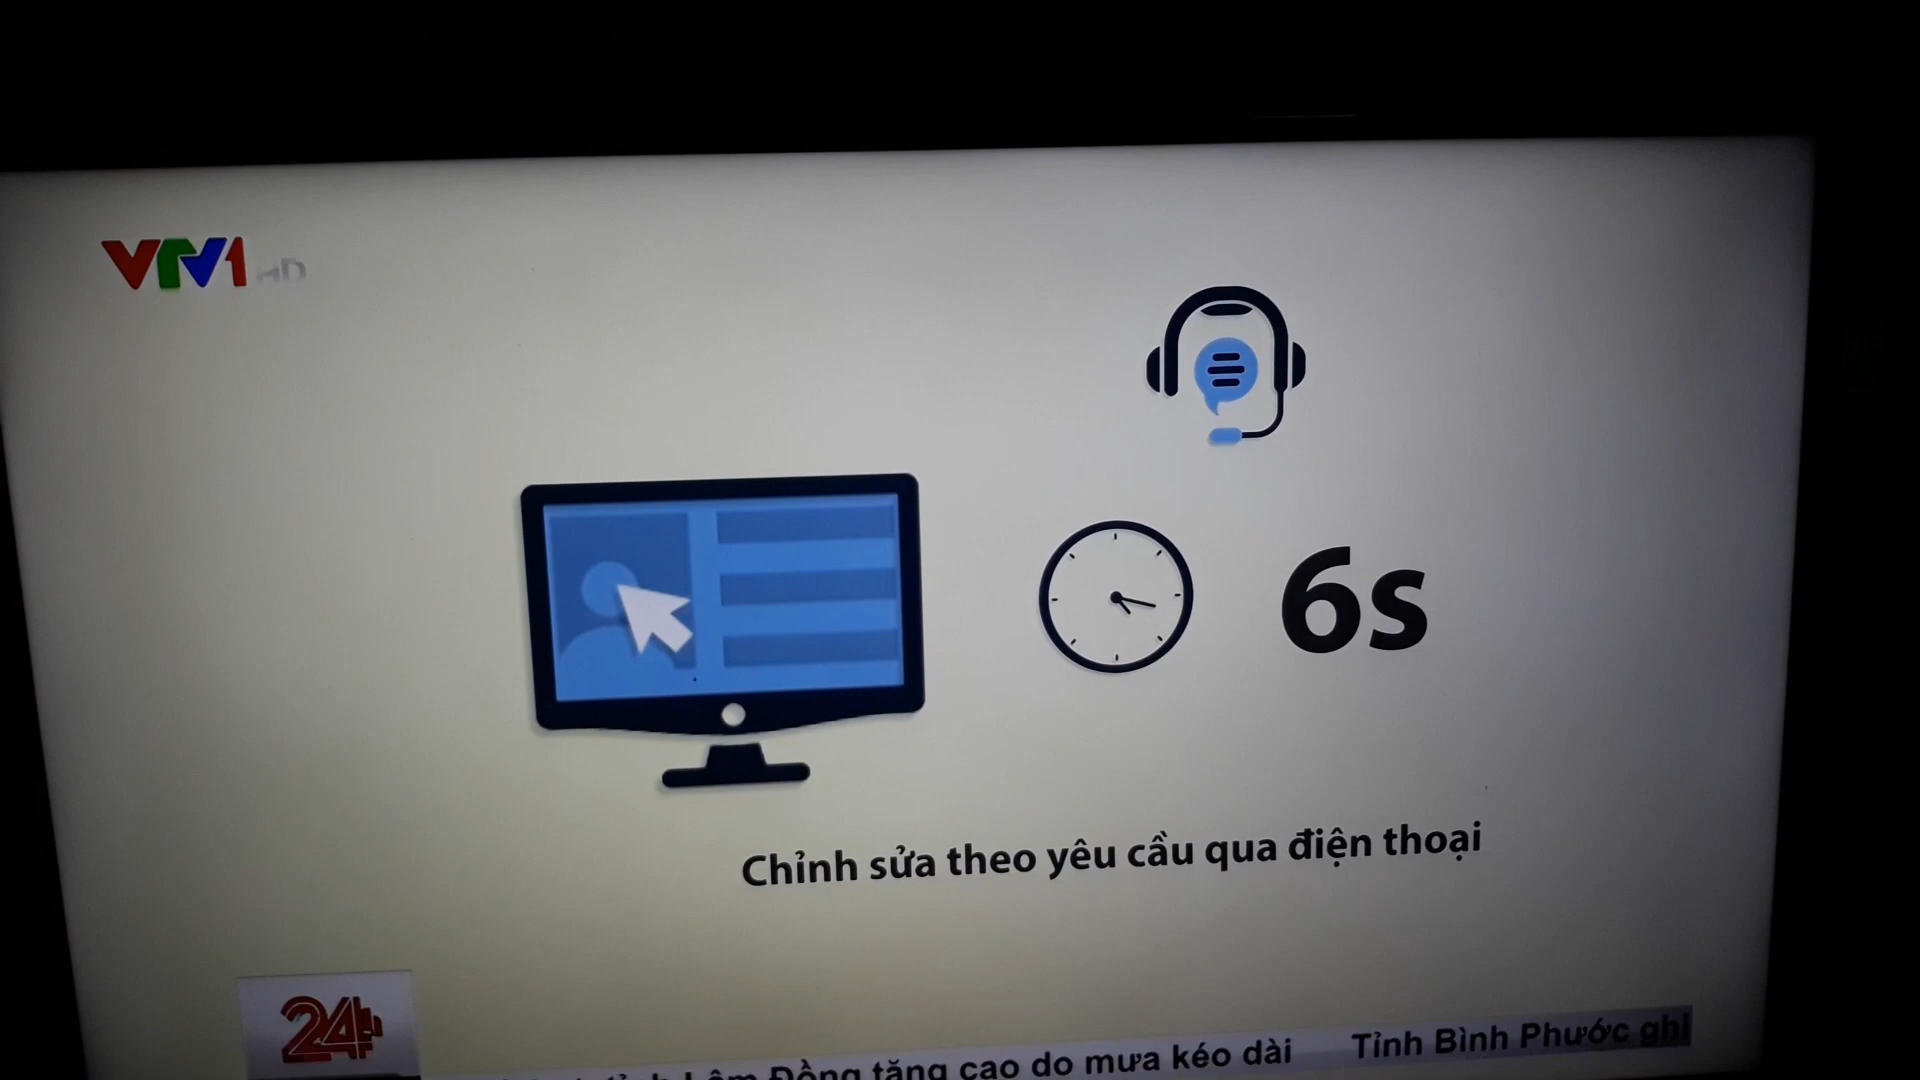 VTV1 HD
6s
Chỉnh sửa theo yêu cầu qua điện thoại
24h
Lâm Đồng tăng cao do mưa kéo dài Tỉnh Bình Phước ghi